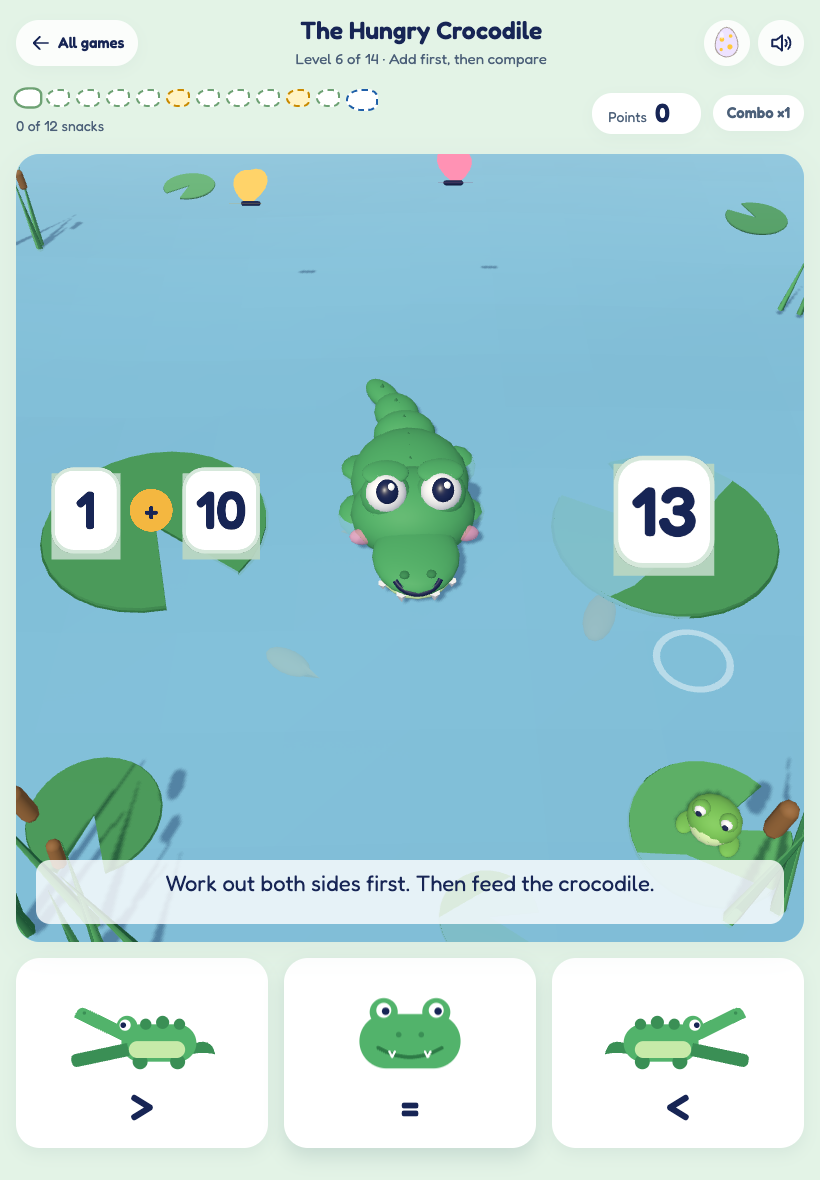 All games
The Hungry Crocodile
Level 6 of 14 · Add first, then compare
0 of 12 snacks
Points 0
Combo ×1
1 + 10
13
Work out both sides first. Then feed the crocodile.
> = <